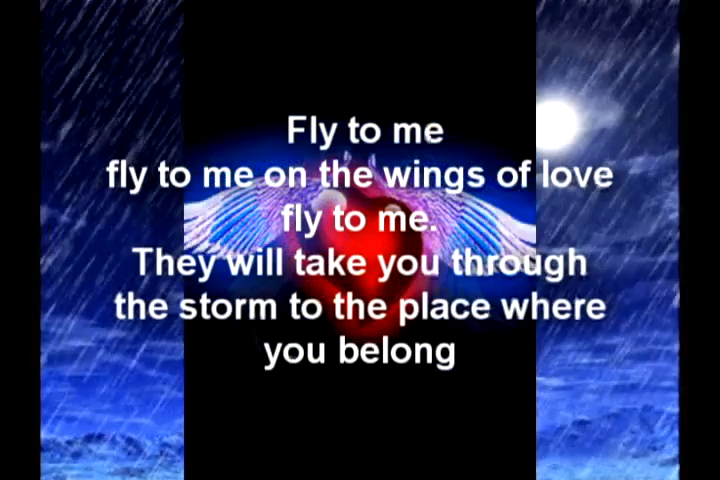 Fly to me
fly to me on the wings of love
fly to me.
They will take you through
the storm to the place where
you belong